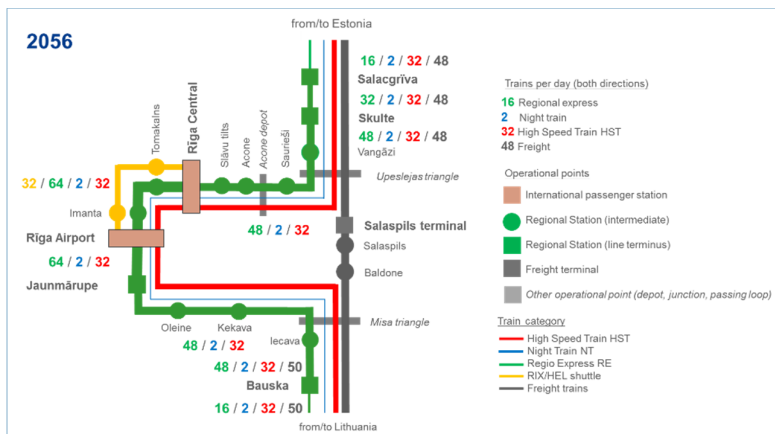 2056
from/to Estonia
16 / 2 / 32 / 48
Salacgrīva
32 / 2 / 32 / 48
Skulte
48 / 2 / 32 / 48
Vangāži
Upeslejas triangle
Tornakalns
Rīga Central
Slāvu tilts
Acone
Acone depot
Saurieši
32 / 64 / 2 / 32
Imanta
Rīga Airport
64 / 2 / 32
Jaunmārupe
48 / 2 / 32
Salaspils terminal
Salaspils
Baldone
Misa triangle
Oleine
Kekava
48 / 2 / 32
Iecava
48 / 2 / 32 / 50
Bauska
16 / 2 / 32 / 50
from/to Lithuania
Trains per day (both directions)
16 Regional express
2 Night train
32 High Speed Train HST
48 Freight
Operational points
International passenger station
Regional Station (intermediate)
Regional Station (line terminus)
Freight terminal
Other operational point (depot, junction, passing loop)
Train category
High Speed Train HST
Night Train NT
Regio Express RE
RIX/HEL shuttle
Freight trains